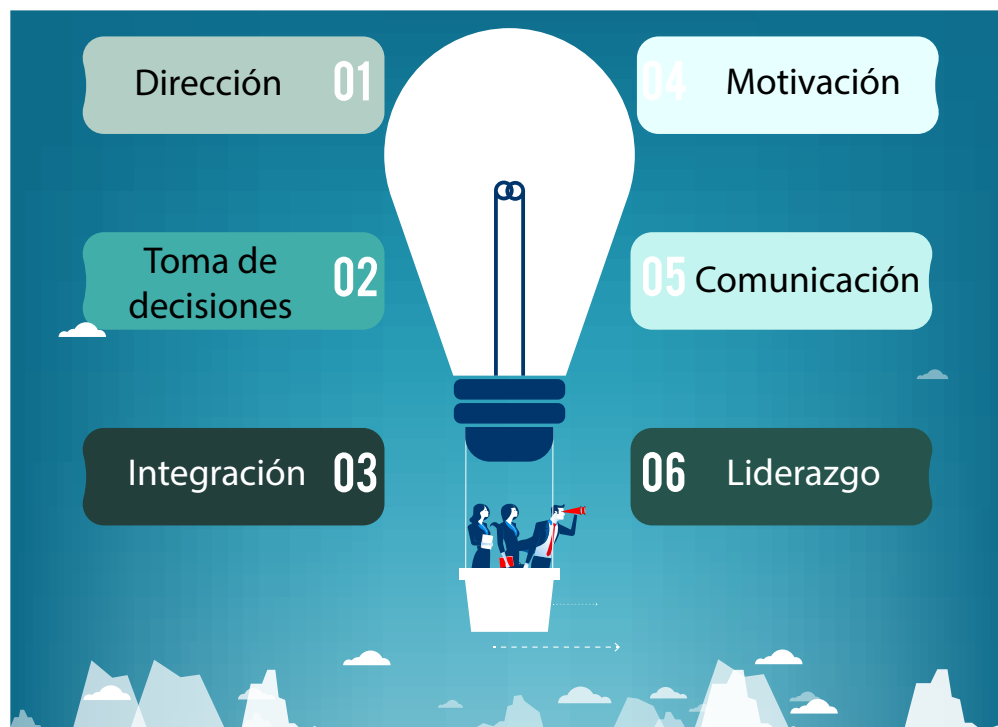 Dirección 01
Toma de
decisiones 02
Integración 03
04 Motivación
05 Comunicación
06 Liderazgo